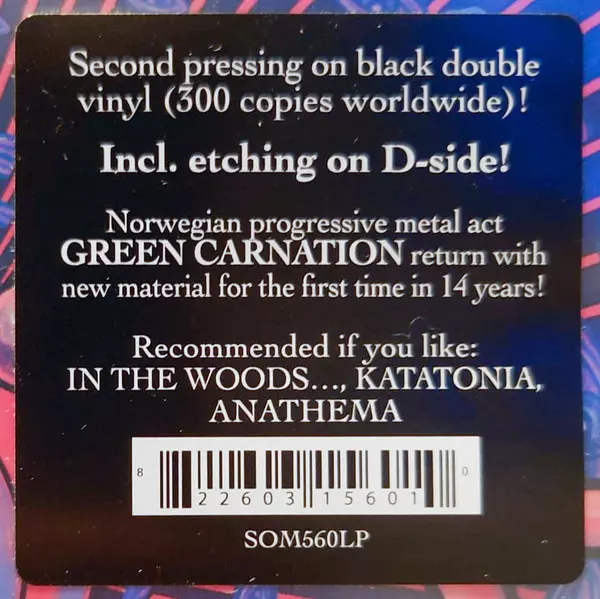 Second pressing on black double
vinyl (300 copies worldwide)!
Incl. etching on D-side!
Norwegian progressive metal act
GREEN CARNATION return with
new material for the first time in 14 years!
Recommended if you like:
IN THE WOODS..., KATATONIA,
ANATHEMA
8 22603 15601 0
SOM560LP